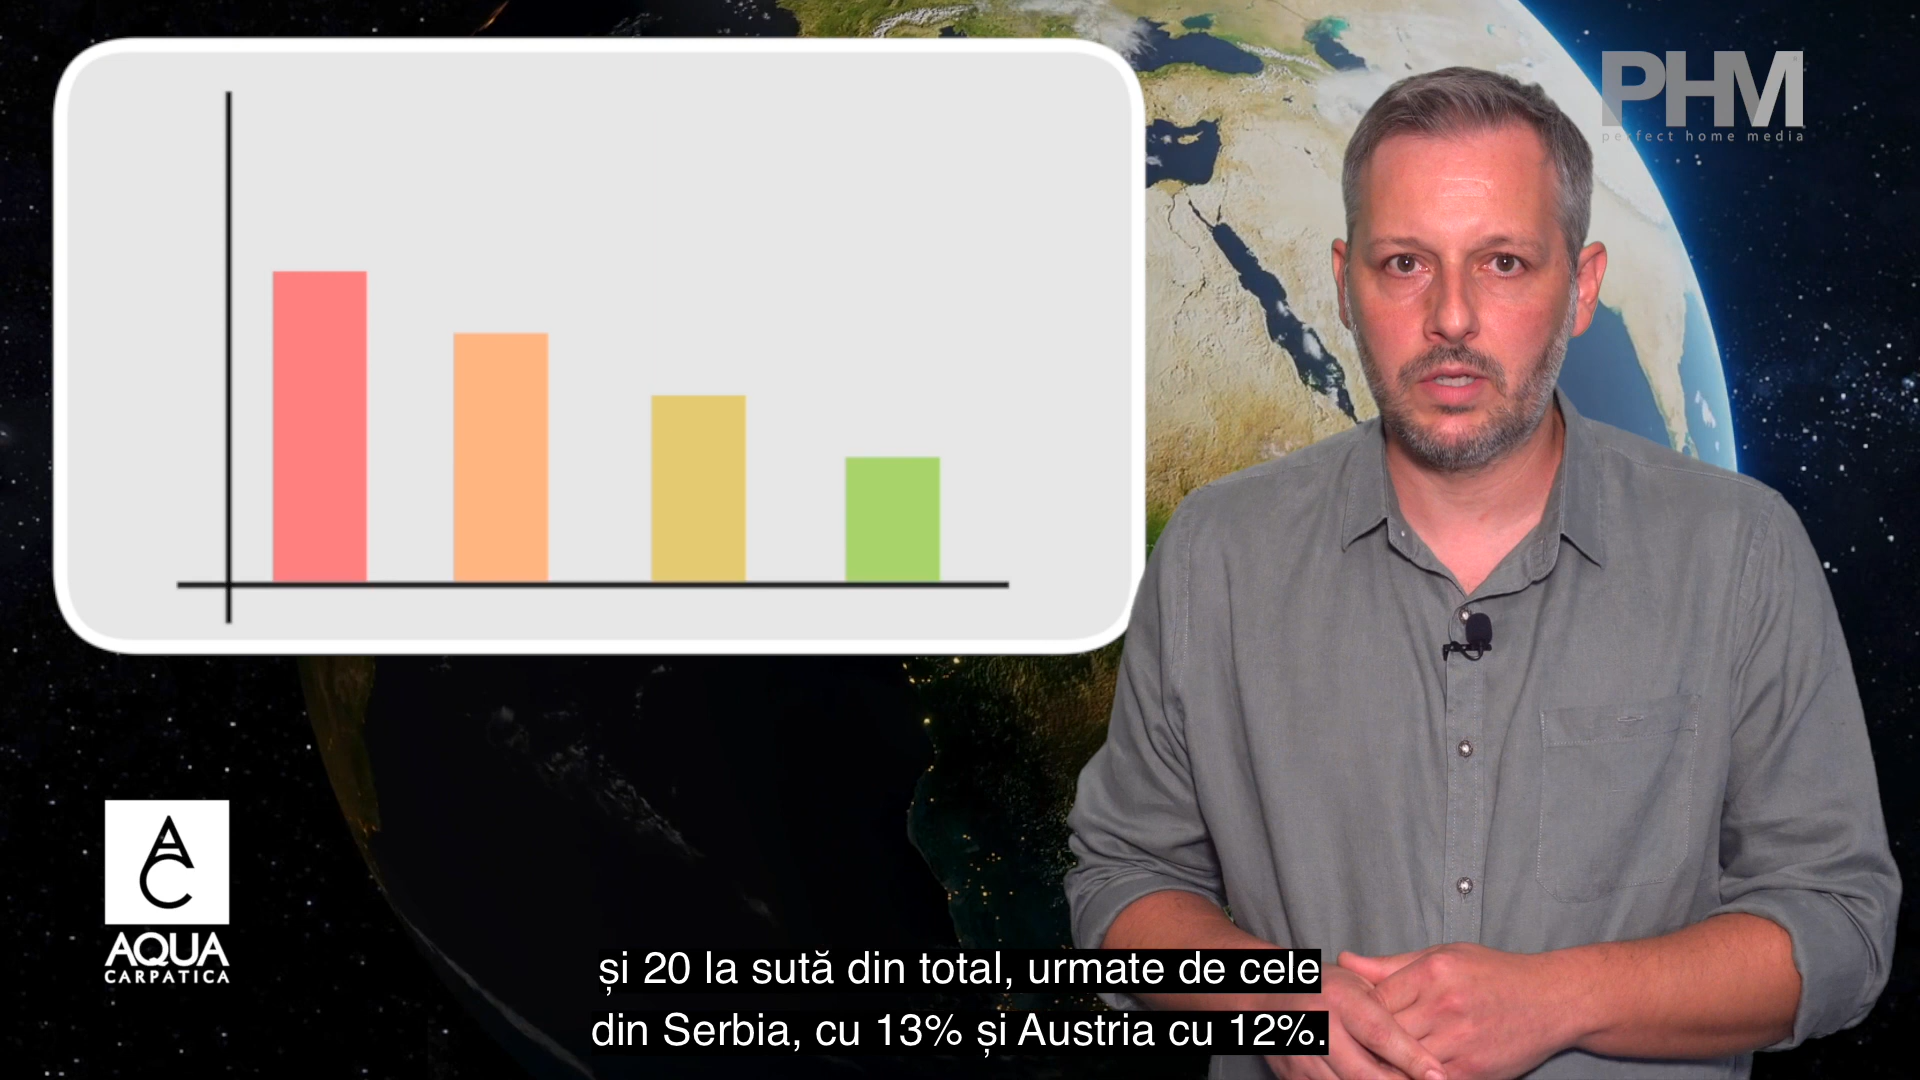 PHM
perfect home media
AC
AQUA
CARPATICA
și 20 la sută din total, urmate de cele
din Serbia, cu 13% și Austria cu 12%.